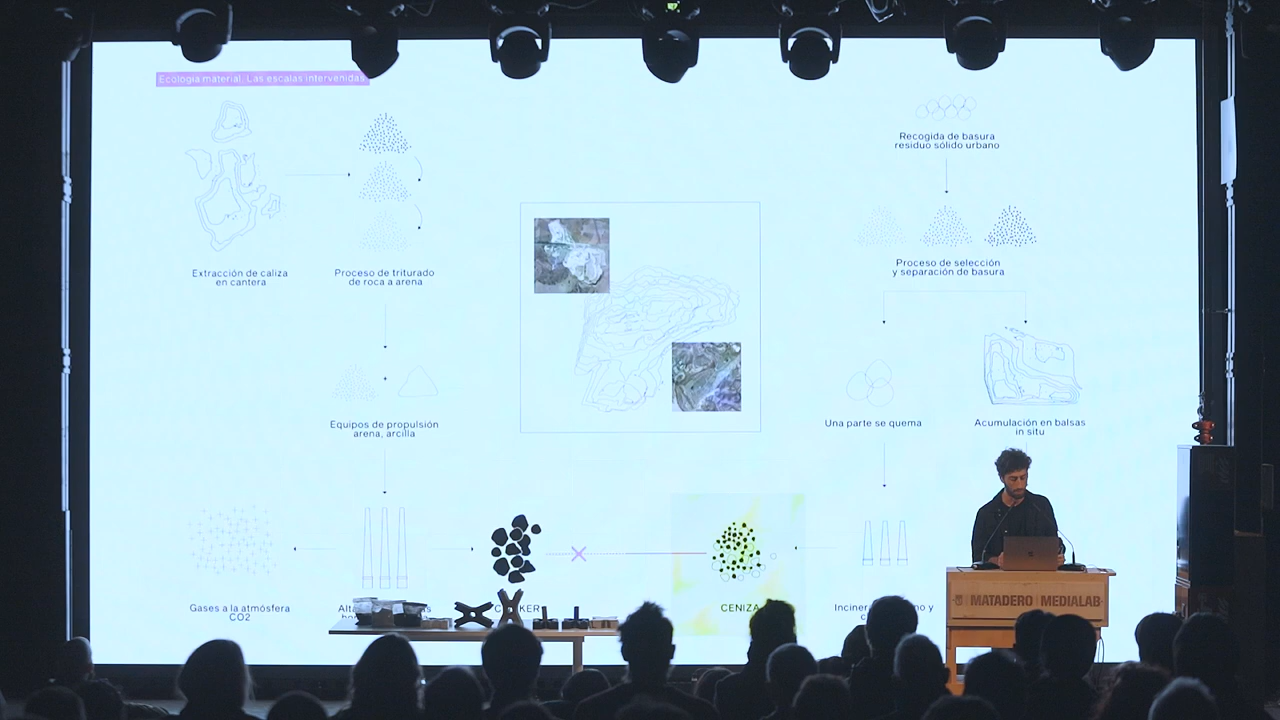 Ecología material. Las escalas intervenidas
Extracción de caliza
en cantera
Proceso de triturado
de roca a arena
Equipos de propulsión
arena, arcilla
Gases a la atmósfera
CO2
CENIZA
Recogida de basura
residuo sólido urbano
Proceso de selección
y separación de basura
Una parte se quema
Acumulación en balsas
in situ
MATADERO MEDIALAB